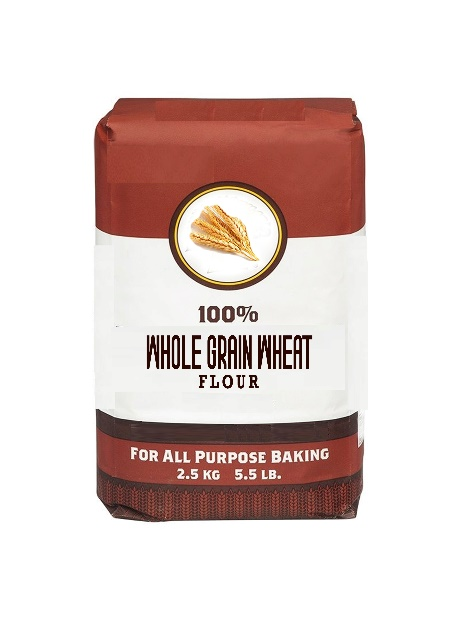 100%
WHOLE GRAIN WHEAT
FLOUR
FOR ALL PURPOSE BAKING
2.5 KG 5.5 LB.